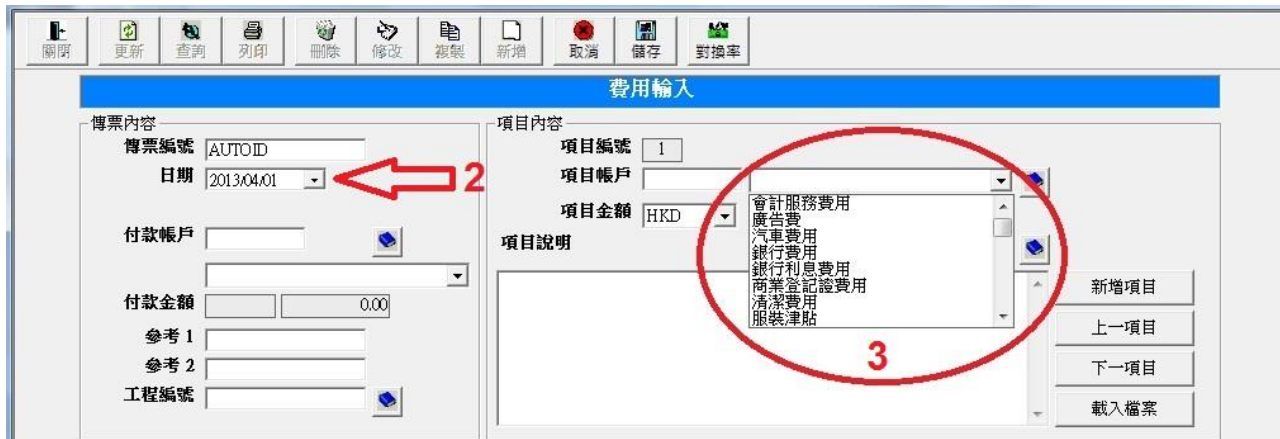 關閉 更新 查詢 列印 刪除 修改 複製 新增 取消 儲存 對換率
費用輸入
傳票內容
傳票編號 AUTOID
日期 2013/04/01
2
付款帳戶
付款金額 0.00
參考 1
參考 2
工程編號
項目內容
項目編號 1
項目帳戶
項目金額 HKD
會計服務費用
廣告費
汽車費用
銀行費用
銀行利息費用
商業登記證費用
清潔費用
服裝津貼
項目說明
3
新增項目
上一項目
下一項目
載入檔案